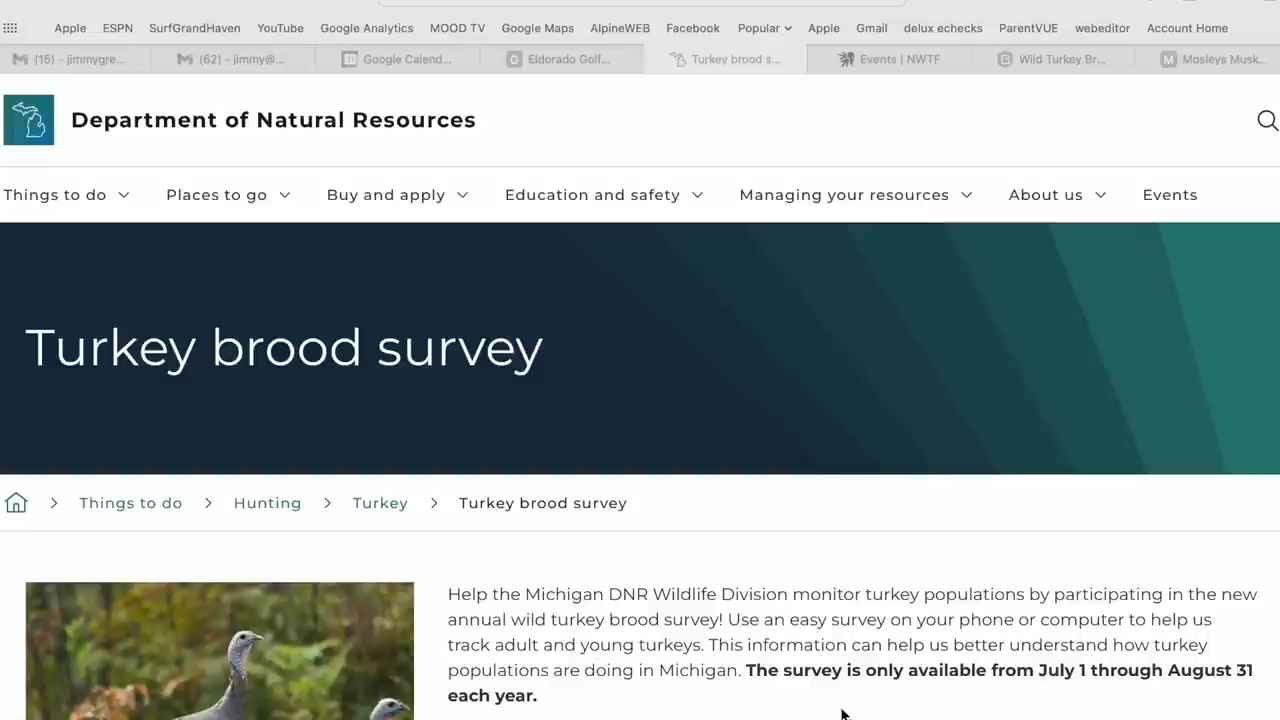 Apple ESPN SurfGrandHaven YouTube Google Analytics MOOD TV Google Maps AlpineWEB Facebook Popular Apple Gmail delux echecks ParentVUE webeditor Account Home
(15) - jimmygre... (62) - jimmy@... Google Calend... Eldorado Golf... Turkey brood s... Events | NWTF Wild Turkey Br... Mosleys Musk...
Department of Natural Resources
Things to do Places to go Buy and apply Education and safety Managing your resources About us Events
Turkey brood survey
Things to do > Hunting > Turkey > Turkey brood survey
Help the Michigan DNR Wildlife Division monitor turkey populations by participating in the new
annual wild turkey brood survey! Use an easy survey on your phone or computer to help us
track adult and young turkeys. This information can help us better understand how turkey
populations are doing in Michigan. The survey is only available from July 1 through August 31
each year.